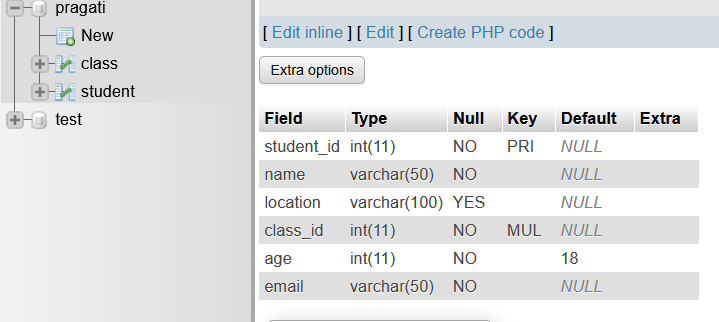 pragati
New
class
student
test
[ Edit inline ] [ Edit ] [ Create PHP code ]
Extra options
Field Type Null Key Default Extra
student_id int(11) NO PRI NULL
name varchar(50) NO NULL
location varchar(100) YES NULL
class_id int(11) NO MUL NULL
age int(11) NO 18
email varchar(50) NO NULL